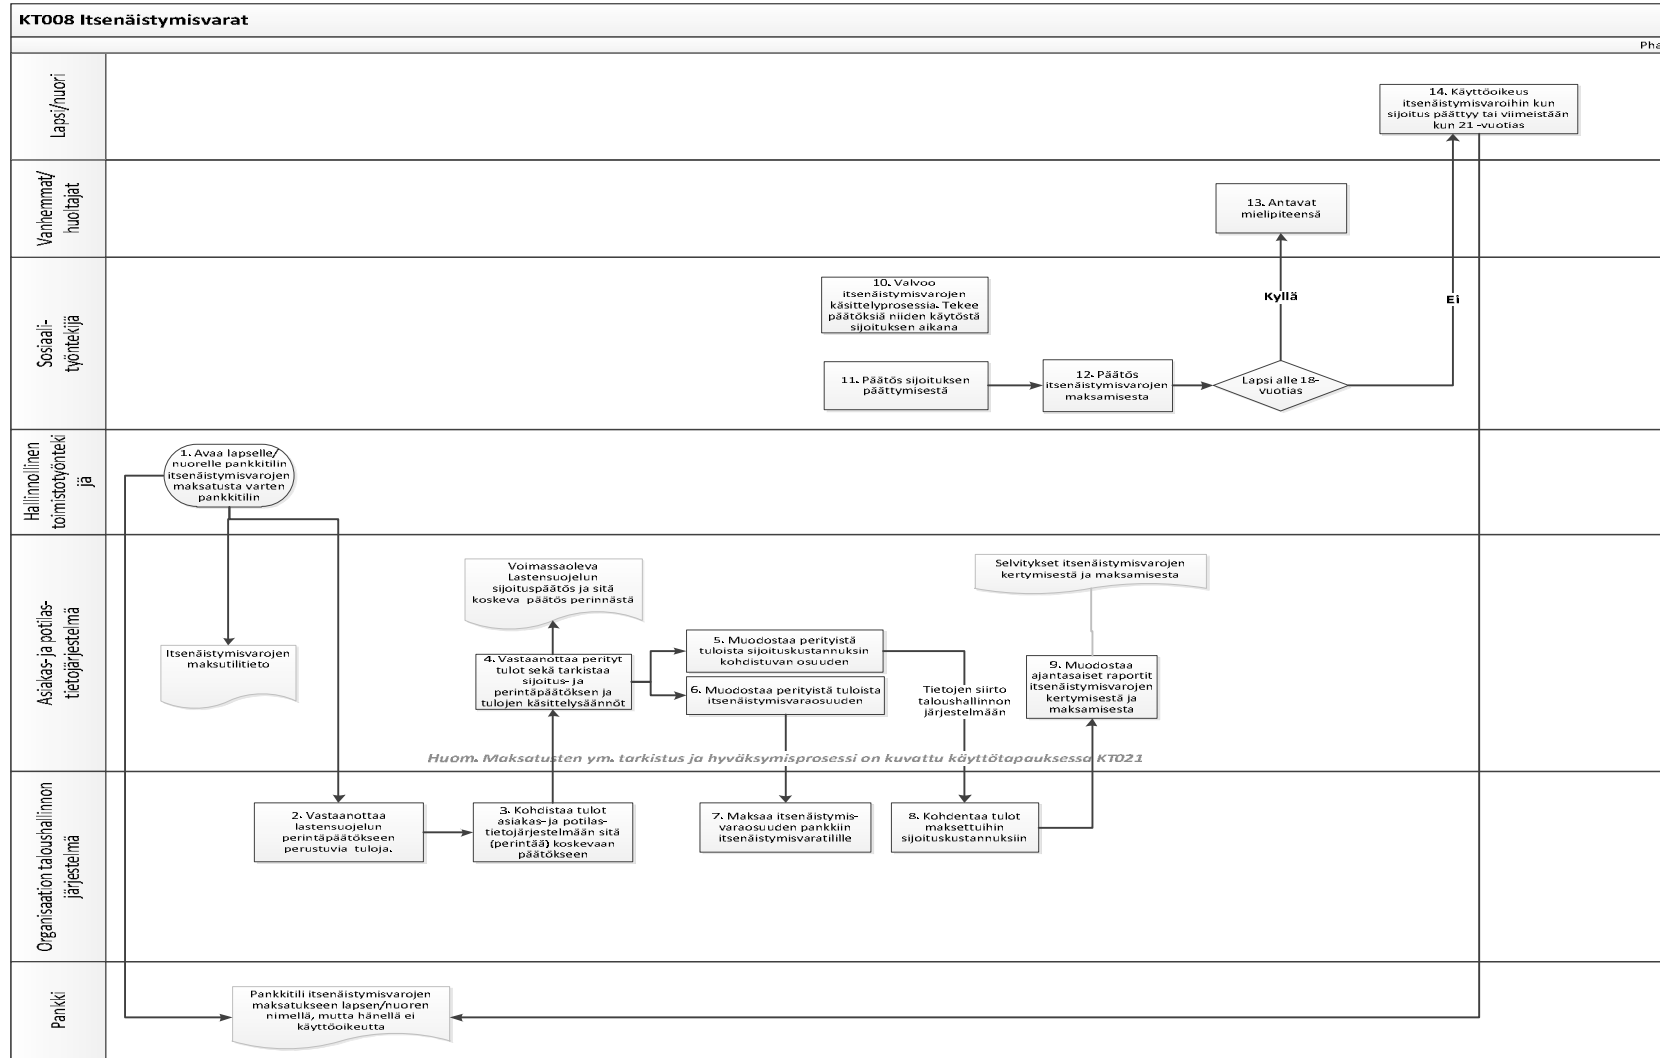 KT008 Itsenäistymisvarat
Pha
Lapsi/nuori
14. Käyttöoikeus
itsenäistymisvaroihin kun
sijoitus päättyy tai viimeistään
kun 21 -vuotias
Vanhemmat/
huoltajat
13. Antavat
mielipiteensä
Sosiaali-
työntekijä
10. Valvoo
itsenäistymisvarojen
käsittelyprosessia. Tekee
päätöksiä niiden käytöstä
sijoituksen aikana
Kyllä
Ei
11. Päätös sijoituksen
päättymisestä
12. Päätös
itsenäistymisvarojen
maksamisesta
Lapsi alle 18-
vuotias
Hallinnollinen
toimistotyönteki
jä
1. Avaa lapselle/
nuorelle pankkitilin
itsenäistymisvarojen
maksatusta varten
pankkitilin
Asiakas- ja potilas-
tietojärjestelmä
Itsenäistymisvarojen
maksutilitieto
Voimassaoleva
Lastensuojelun
sijoituspäätös ja sitä
koskeva päätös perinnästä
4. Vastaanottaa perityt
tulot sekä tarkistaa
sijoitus- ja
perintäpäätöksen ja
tulojen käsittelysäännöt
5. Muodostaa perityistä
tuloista sijoituskustannuksin
kohdistuvan osuuden
6. Muodostaa perityistä tuloista
itsenäistymisvaraosuuden
Tietojen siirto
taloushallinnon
järjestelmään
Selvitykset itsenäistymisvarojen
kertymisestä ja maksamisesta
9. Muodostaa
ajantasaiset raportit
itsenäistymisvarojen
kertymisestä ja
maksamisesta
Huom. Maksatusten ym. tarkistus ja hyväksymisprosessi on kuvattu käyttötapauksessa KT021
Organisaation taloushallinnon
järjestelmä
2. Vastaanottaa
lastensuojelun
perintäpäätökseen
perustuvia tuloja.
3. Kohdistaa tulot
asiakas- ja potilas-
tietojärjestelmään sitä
(perintää) koskevaan
päätökseen
7. Maksaa itsenäistymis-
varaosuuden pankkiin
itsenäistymisvaratilille
8. Kohdentaa tulot
maksettuihin
sijoituskustannuksiin
Pankki
Pankkitili itsenäistymisvarojen
maksatukseen lapsen/nuoren
nimellä, mutta hänellä ei
käyttöoikeutta